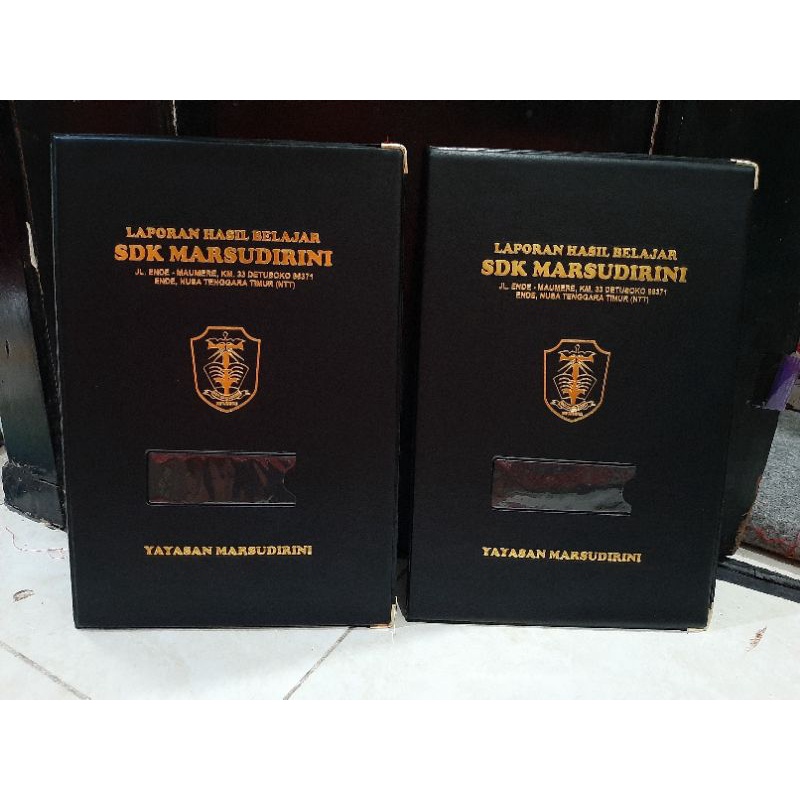 LAPORAN HASIL BELAJAR
SDK MARSUDIRINI
JL. ENDE - MAUMERE, KM. 33 DETUSOKO 86371
ENDE, NUSA TENGGARA TIMUR (NTT)
YAYASAN MARSUDIRINI
LAPORAN HASIL BELAJAR
SDK MARSUDIRINI
JL. ENDE - MAUMERE, KM. 33 DETUSOKO 86371
ENDE, NUSA TENGGARA TIMUR (NTT)
YAYASAN MARSUDIRINI